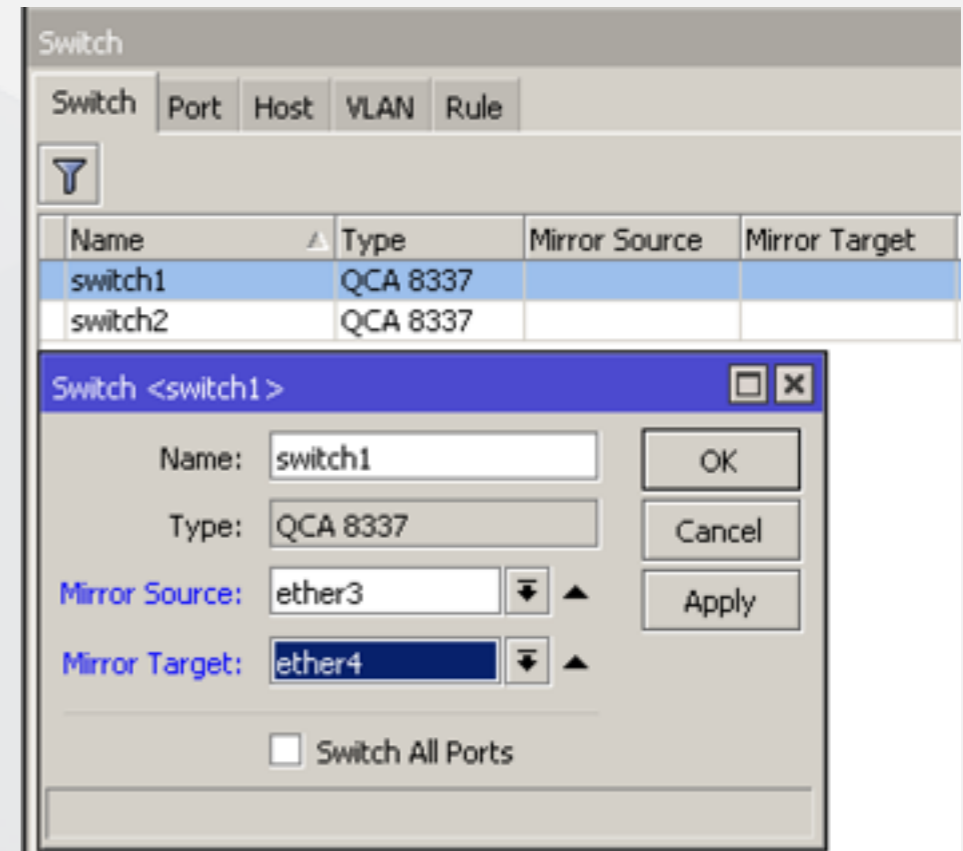 Switch
Switch Port Host VLAN Rule
Name Type Mirror Source Mirror Target
switch1 QCA 8337
switch2 QCA 8337
Switch <switch1>
Name: switch1 OK
Type: QCA 8337 Cancel
Mirror Source: ether3 Apply
Mirror Target: ether4
Switch All Ports